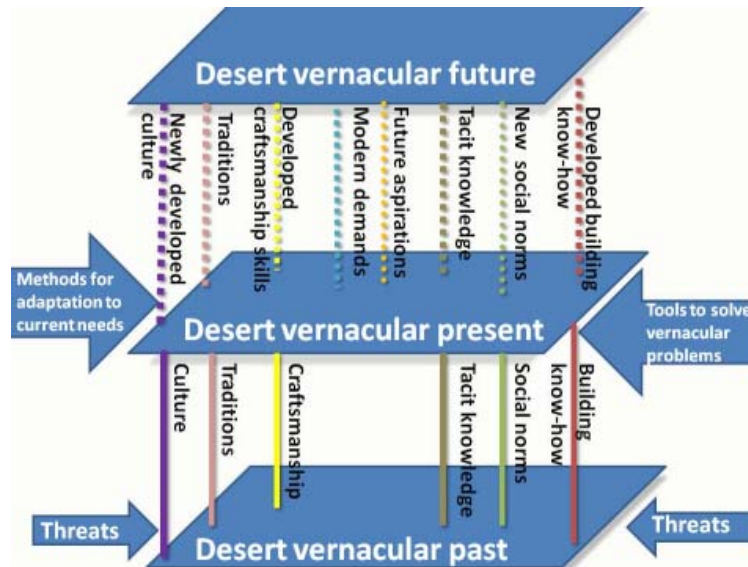 Desert vernacular future
Newly developed
culture
Traditions
Developed
craftsmanship skills
Modern demands
Future aspirations
Tacit knowledge
New social norms
Developed building
know-how
Methods for
adaptation to
current needs
Desert vernacular present
Tools to solve
vernacular
problems
Culture
Traditions
Craftsmanship
Tacit knowledge
Social norms
Building
know-how
Threats
Desert vernacular past
Threats